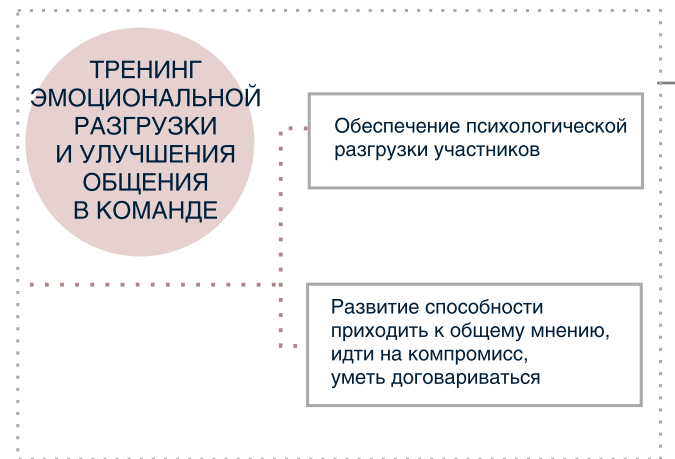 ТРЕНИНГ
ЭМОЦИОНАЛЬНОЙ
РАЗГРУЗКИ
И УЛУЧШЕНИЯ
ОБЩЕНИЯ
В КОМАНДЕ
Обеспечение психологической
разгрузки участников
Развитие способности
приходить к общему мнению,
идти на компромисс,
уметь договариваться